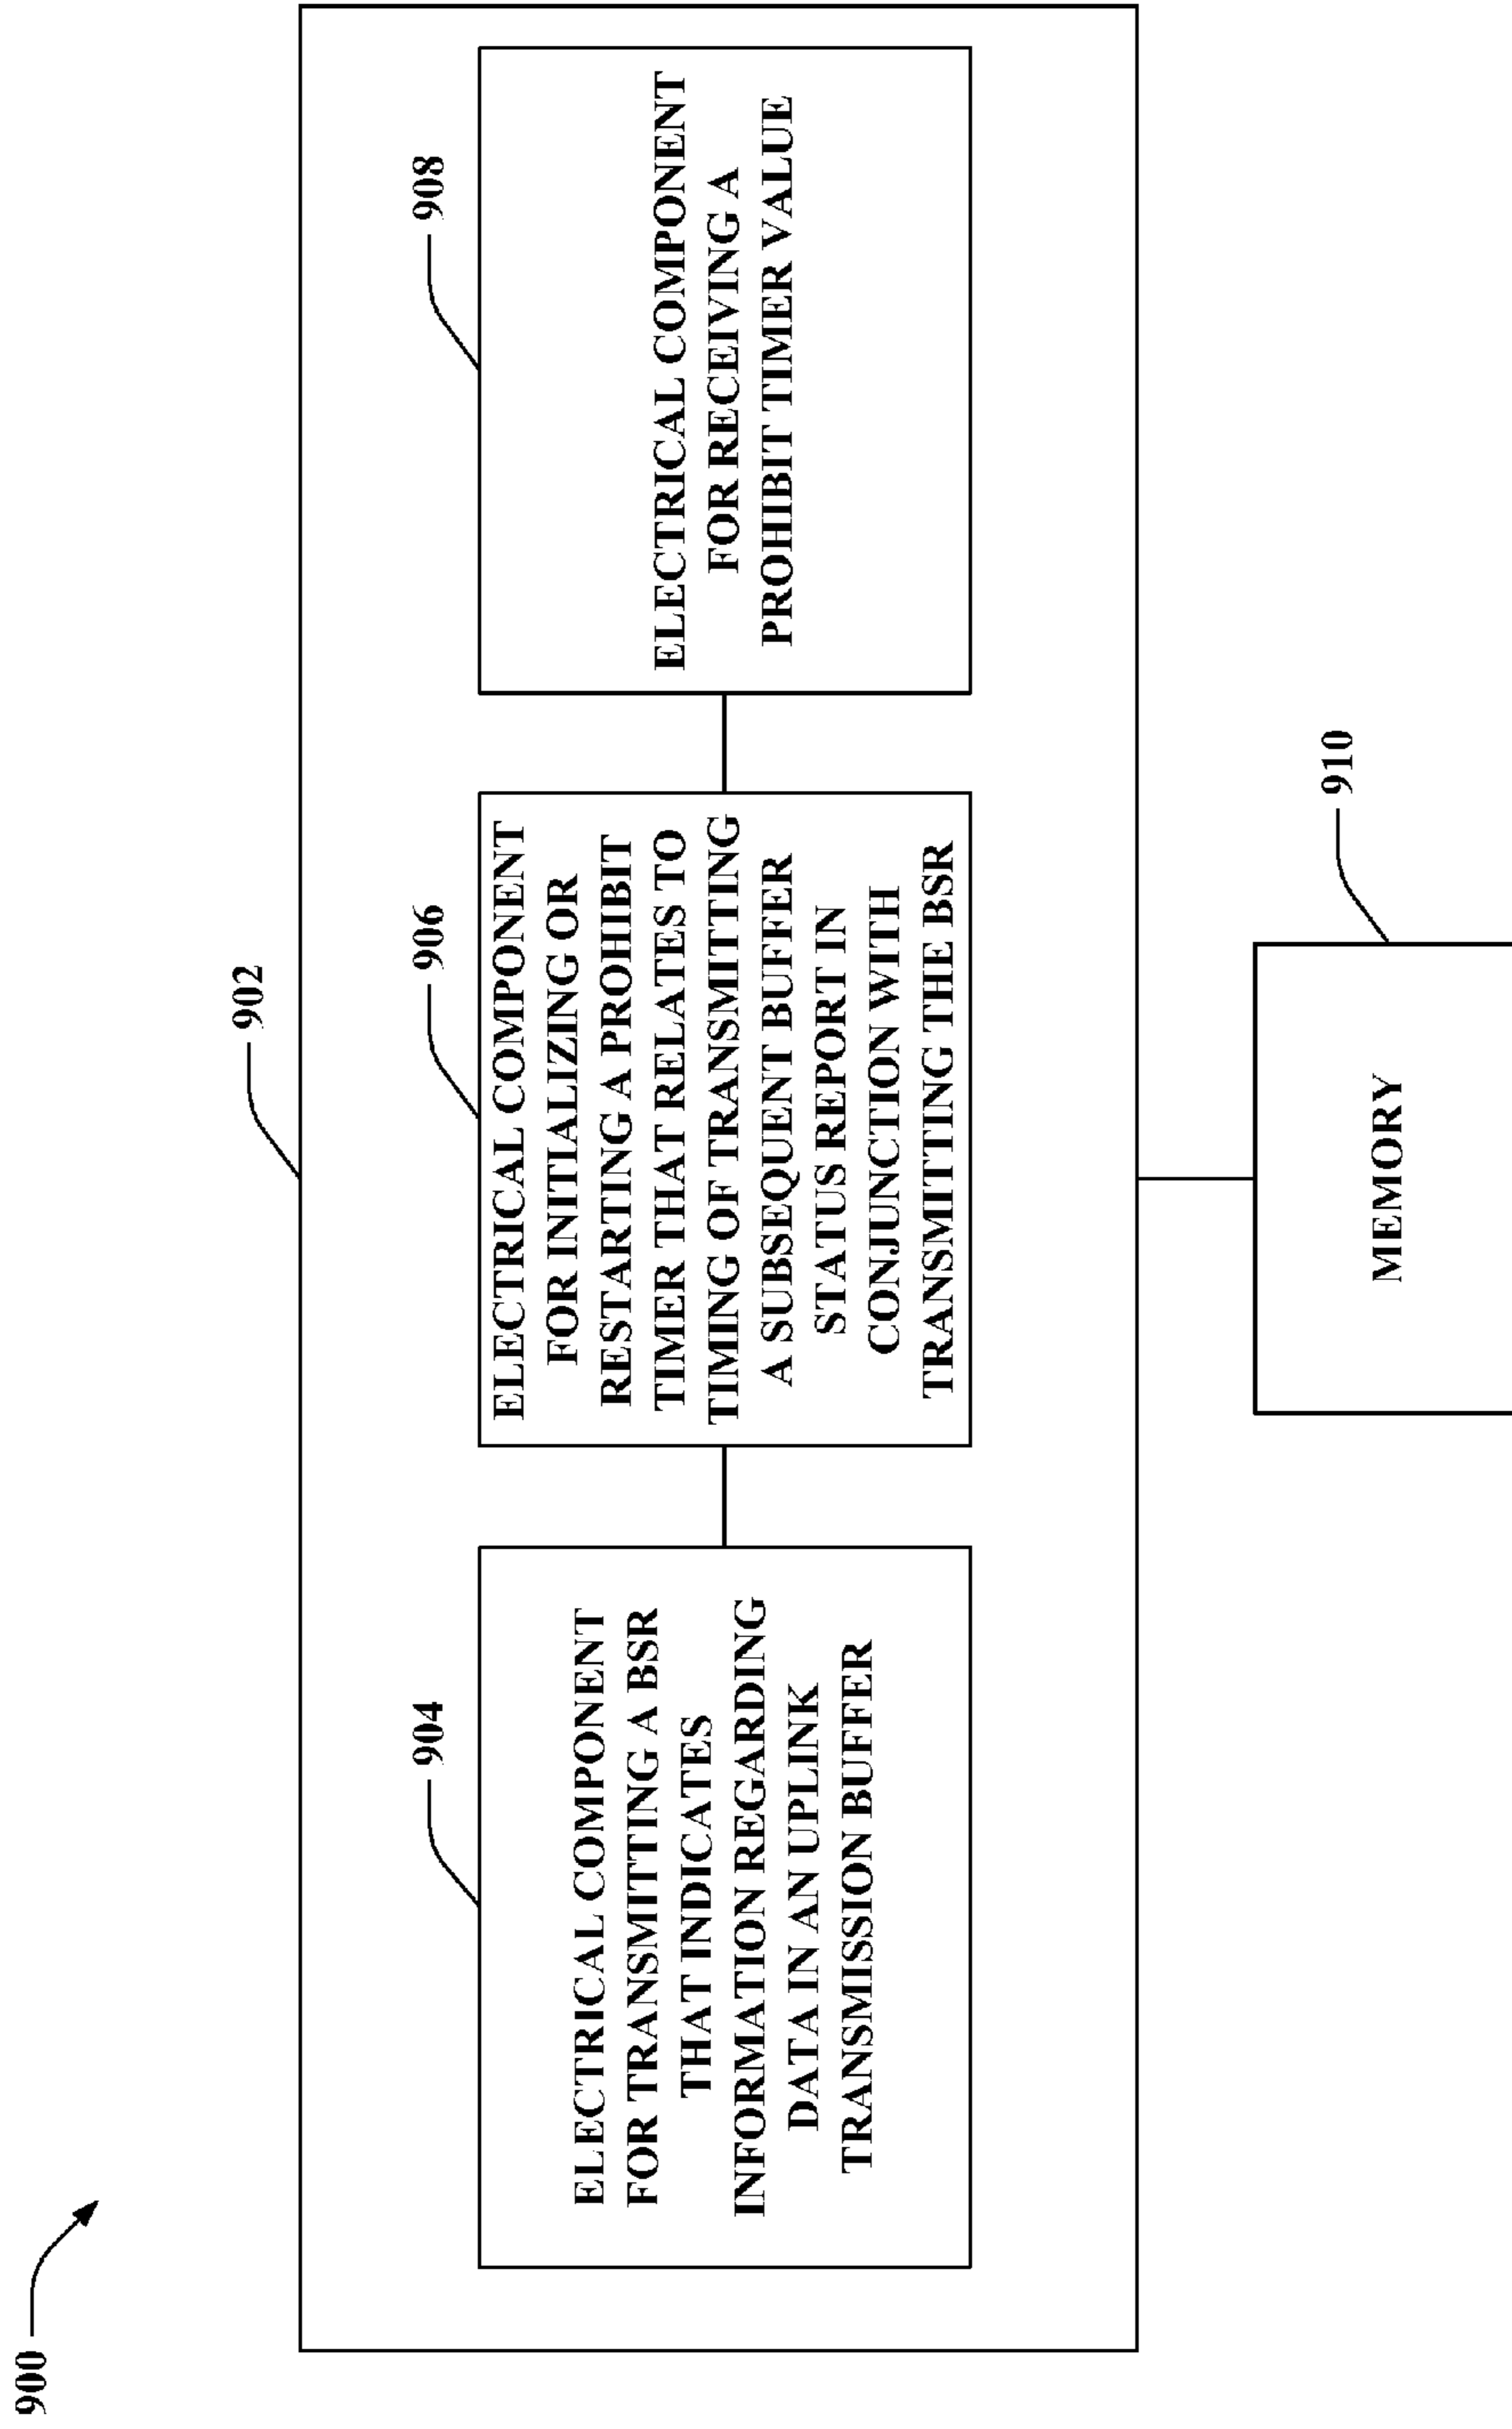 900
902
904
ELECTRICAL COMPONENT
FOR TRANSMITTING A BSR
THAT INDICATES
INFORMATION REGARDING
DATA IN AN UPLINK
TRANSMISSION BUFFER
906
ELECTRICAL COMPONENT
FOR INITIALIZING OR
RESTARTING A PROHIBIT
TIMER THAT RELATES TO
TIMING OF TRANSMITTING
A SUBSEQUENT BUFFER
STATUS REPORT IN
CONJUNCTION WITH
TRANSMITTING THE BSR
908
ELECTRICAL COMPONENT
FOR RECEIVING A
PROHIBIT TIMER VALUE
910
MEMORY